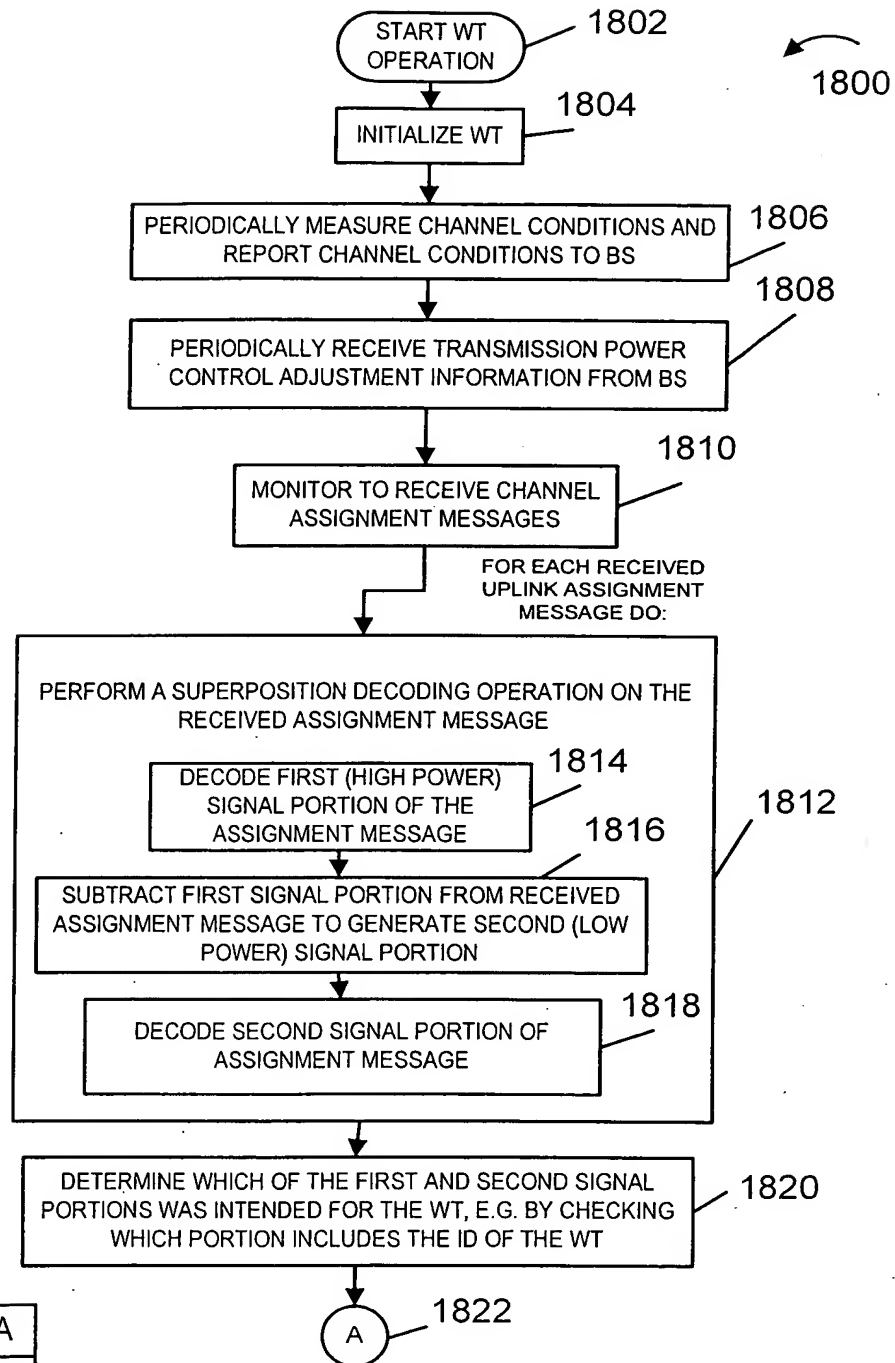 START WT
OPERATION
1802
1800
INITIALIZE WT
1804
PERIODICALLY MEASURE CHANNEL CONDITIONS AND
REPORT CHANNEL CONDITIONS TO BS
1806
PERIODICALLY RECEIVE TRANSMISSION POWER
CONTROL ADJUSTMENT INFORMATION FROM BS
1808
MONITOR TO RECEIVE CHANNEL
ASSIGNMENT MESSAGES
1810
FOR EACH RECEIVED
UPLINK ASSIGNMENT
MESSAGE DO:
PERFORM A SUPERPOSITION DECODING OPERATION ON THE
RECEIVED ASSIGNMENT MESSAGE
1812
DECODE FIRST (HIGH POWER)
SIGNAL PORTION OF THE
ASSIGNMENT MESSAGE
1814
SUBTRACT FIRST SIGNAL PORTION FROM RECEIVED
ASSIGNMENT MESSAGE TO GENERATE SECOND (LOW
POWER) SIGNAL PORTION
1816
DECODE SECOND SIGNAL PORTION OF
ASSIGNMENT MESSAGE
1818
DETERMINE WHICH OF THE FIRST AND SECOND SIGNAL
PORTIONS WAS INTENDED FOR THE WT, E.G. BY CHECKING
WHICH PORTION INCLUDES THE ID OF THE WT
1820
A
1822
A